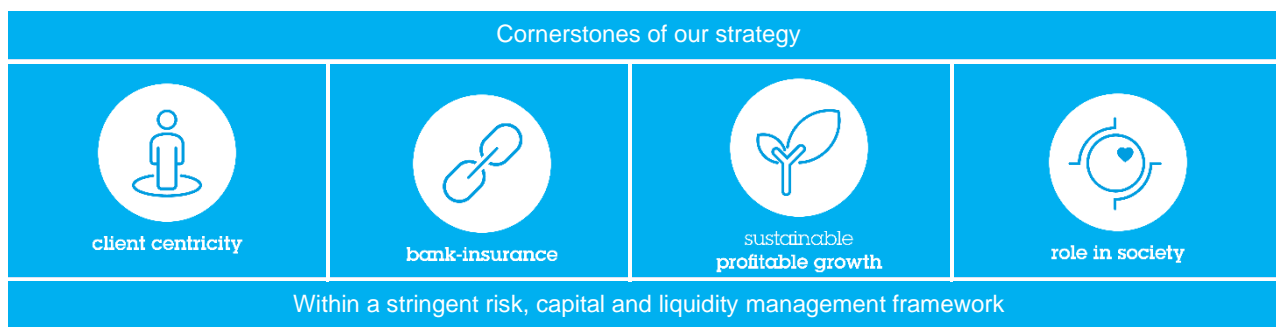 Cornerstones of our strategy
client centricity
bank-insurance
sustainable
profitable growth
role in society
Within a stringent risk, capital and liquidity management framework